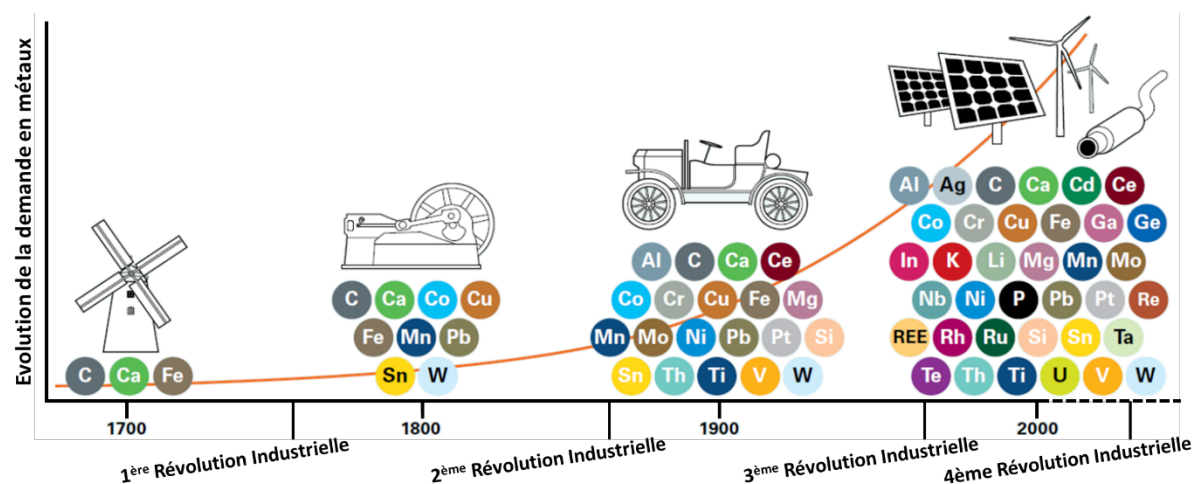 Evolution de la demande en métaux
C Ca Fe
C Ca Co Cu
Fe Mn Pb
Sn W
Al C Ca Ce
Co Cr Cu Fe Mg
Mn Mo Ni Pb Pt Si
Sn Th Ti V W
Al Ag C Ca Cd Ce
Co Cr Cu Fe Ga Ge
In K Li Mg Mn Mo
Nb Ni P Pb Pt Re
REE Rh Ru Si Sn Ta
Te Th Ti U V W
1700 1800 1900 2000
1ère Révolution Industrielle
2ème Révolution Industrielle
3ème Révolution Industrielle
4ème Révolution Industrielle